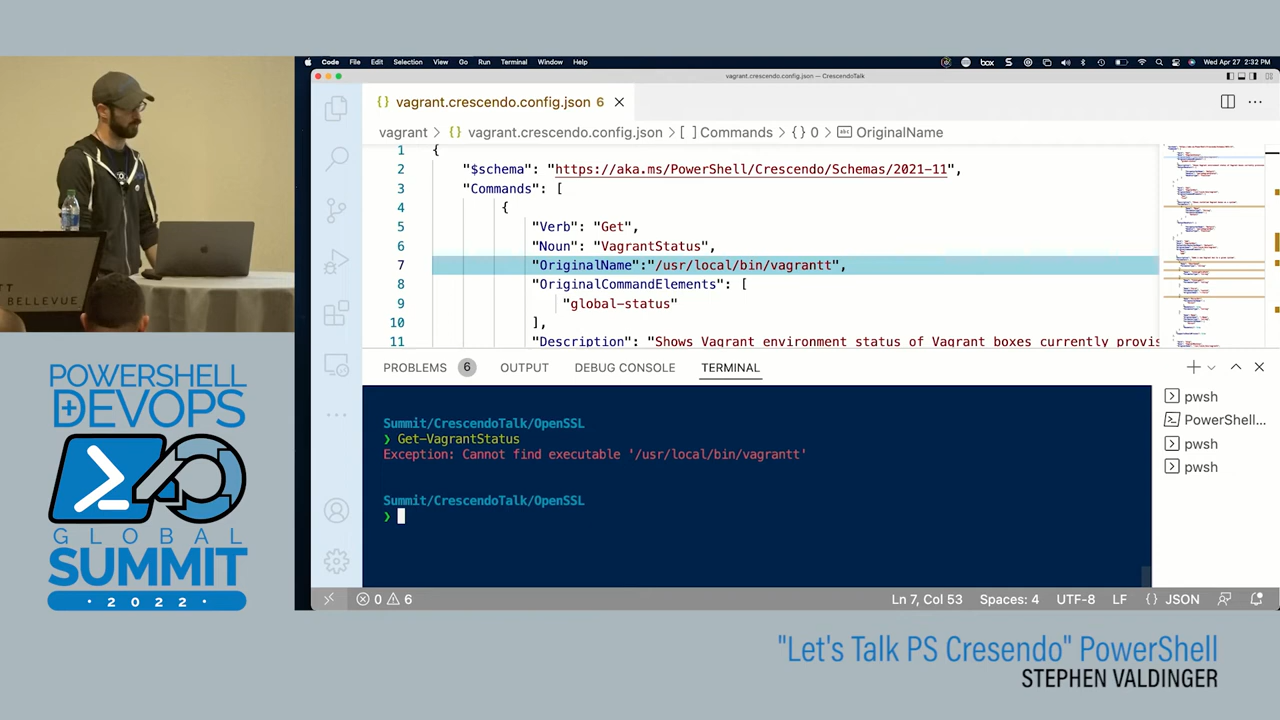 Code File Edit Selection View Go Run Terminal Window Help
box Wed Apr 27 2:32 PM
vagrant.crescendo.config.json — CrescendoTalk
{} vagrant.crescendo.config.json 6 ×
vagrant > {} vagrant.crescendo.config.json > [ ] Commands > {} 0 > abc OriginalName
1 {
2 "$schema": "https://aka.ms/PowerShell/Crescendo/Schemas/2021-11",
3 "Commands": [
4 {
5 "Verb": "Get",
6 "Noun": "VagrantStatus",
7 "OriginalName":"/usr/local/bin/vagrantt",
8 "OriginalCommandElements": [
9 "global-status"
10 ],
11 "Description": "Shows Vagrant environment status of Vagrant boxes currently provis
PROBLEMS 6 OUTPUT DEBUG CONSOLE TERMINAL
Summit/CrescendoTalk/OpenSSL
❯ Get-VagrantStatus
Exception: Cannot find executable '/usr/local/bin/vagrantt'
Summit/CrescendoTalk/OpenSSL
❯
pwsh
PowerShell...
pwsh
pwsh
0 6 Ln 7, Col 53 Spaces: 4 UTF-8 LF {} JSON
TT
BELLEVUE
POWERSHELL
+DEVOPS
GLOBAL
SUMMIT
· 2 0 2 2 ·
"Let's Talk PS Cresendo" PowerShell
STEPHEN VALDINGER